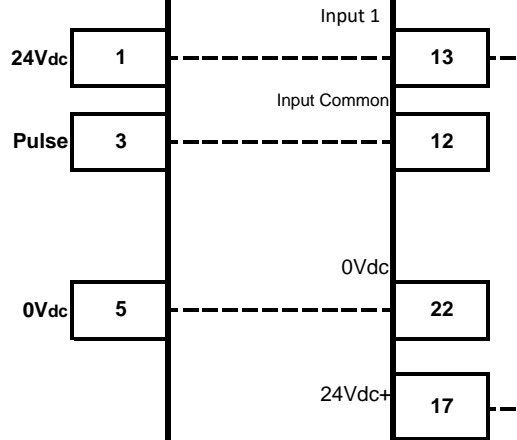 Input 1
24Vdc 1 13
Input Common
Pulse 3 12
0Vdc
0Vdc 5 22
24Vdc+ 17